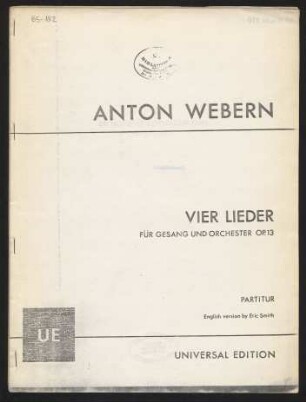 ANTON WEBERN
VIER LIEDER
FÜR GESANG UND ORCHESTER OP. 13
PARTITUR
English version by Eric Smith
UE
UNIVERSAL EDITION